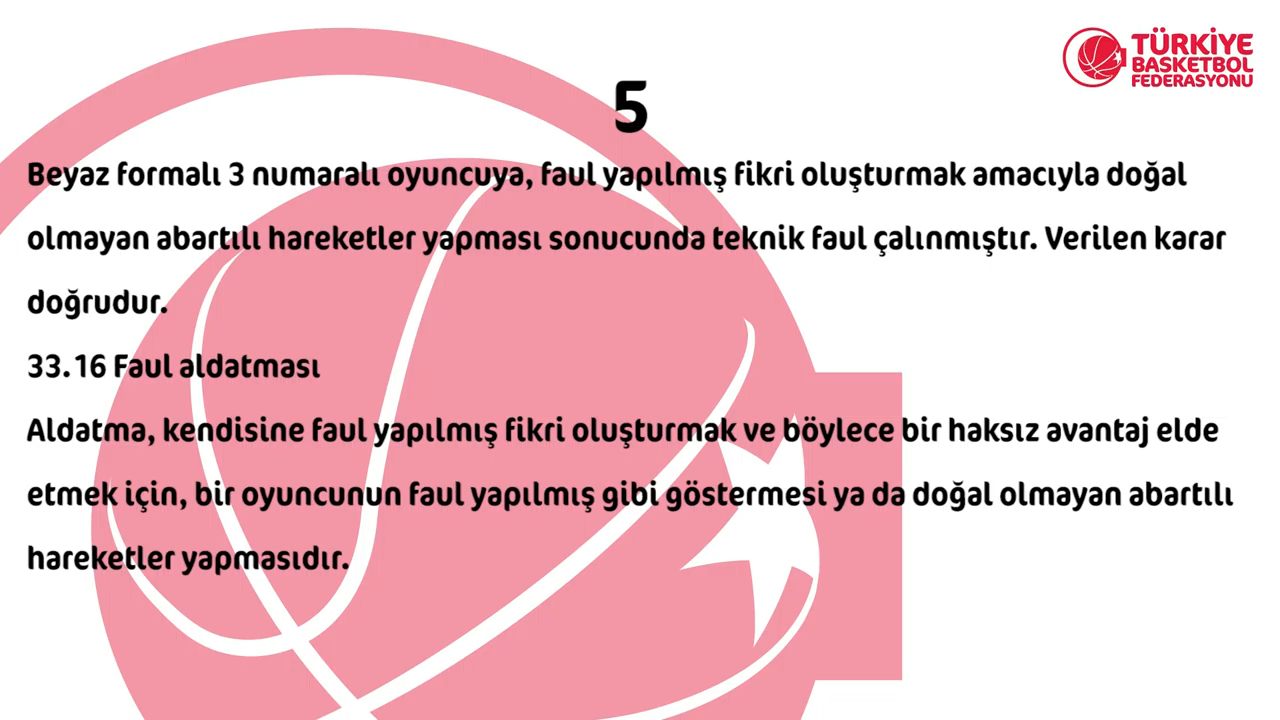 TÜRKİYE
BASKETBOL
FEDERASYONU
5
Beyaz formalı 3 numaralı oyuncuya, faul yapılmış fikri oluşturmak amacıyla doğal
olmayan abartılı hareketler yapması sonucunda teknik faul çalınmıştır. Verilen karar
doğrudur.
33.16 Faul aldatması
Aldatma, kendisine faul yapılmış fikri oluşturmak ve böylece bir haksız avantaj elde
etmek için, bir oyuncunun faul yapılmış gibi göstermesi ya da doğal olmayan abartılı
hareketler yapmasıdır.